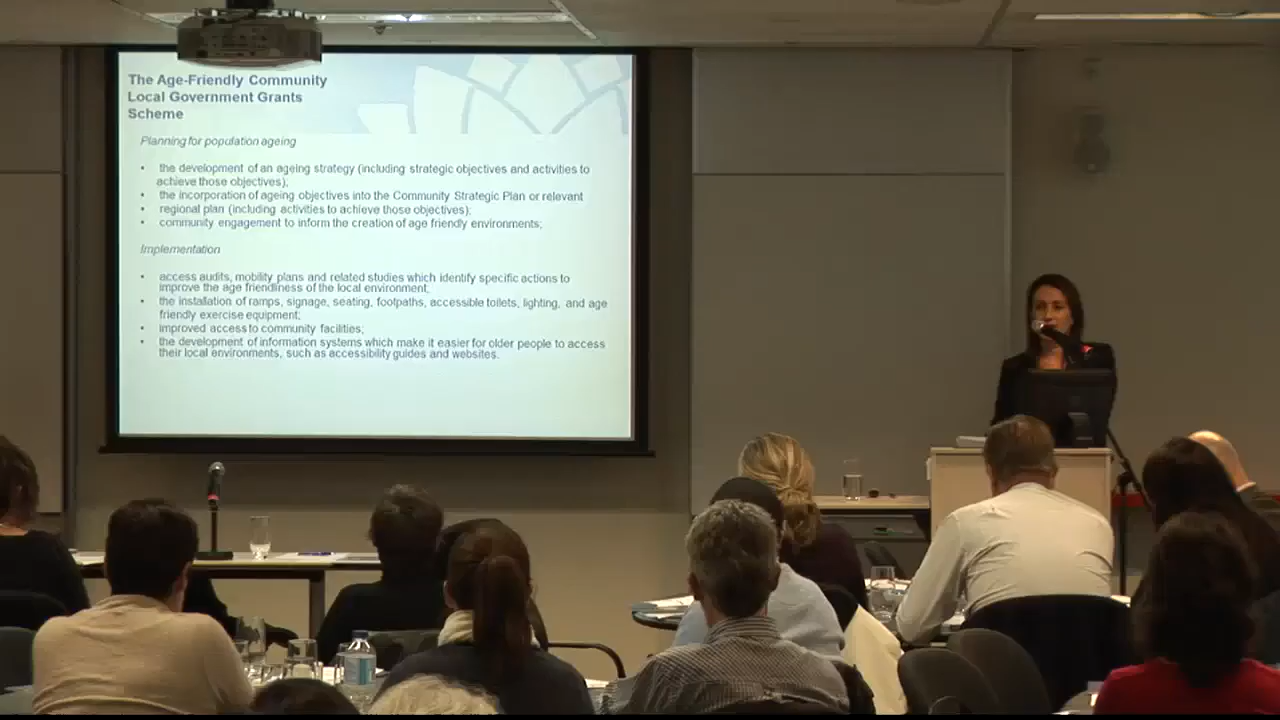 The Age-Friendly Community
Local Government Grants
Scheme
Planning for population ageing
• the development of an ageing strategy (including strategic objectives and activities to
achieve those objectives);
• the incorporation of ageing objectives into the Community Strategic Plan or relevant
• regional plan (including activities to achieve those objectives);
• community engagement to inform the creation of age friendly environments;
Implementation
• access audits, mobility plans and related studies which identify specific actions to
improve the age friendiness of the local environment;
• the installation of ramps, signage, seating, footpaths, accessible toilets, lighting, and age
friendly exercise equipment;
• improved access to community facilities;
• the development of information systems which make it easier for older people to access
their local environments, such as accessibility guides and websites.